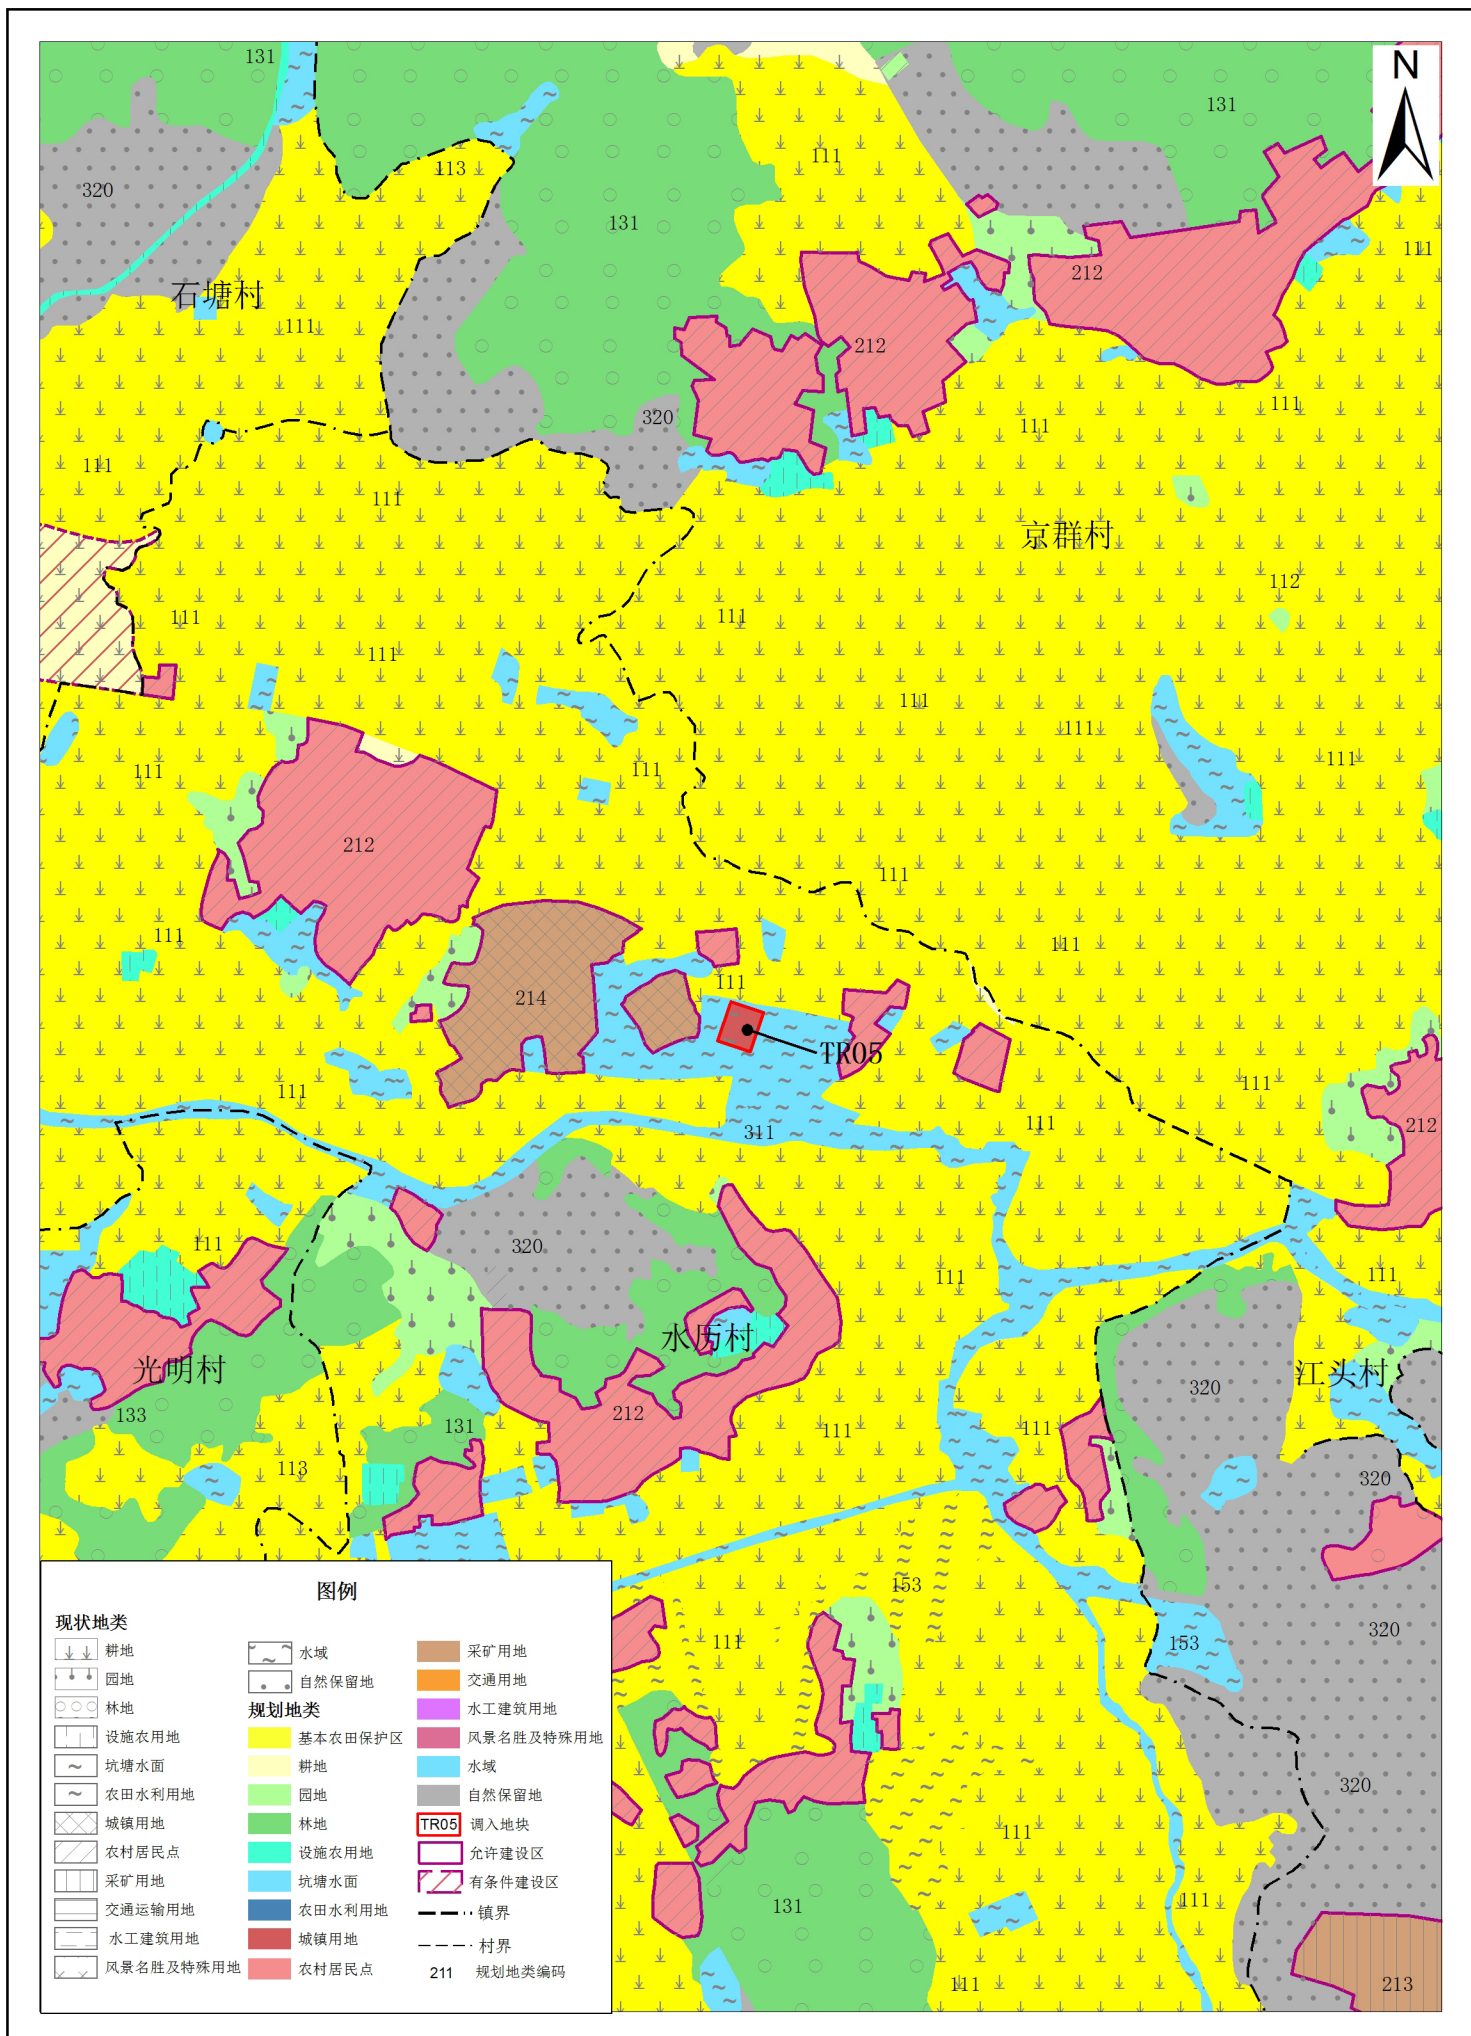 N
131
131
111
113
320
131
111
212
石塘村
111
212
320
111
111
111
111
京群村
112
111
111
111
111
111
111
111
111
212
111
111
111
111
214
TR05
111
111
111
311
212
111
320
111
111
水历村
光明村
江头村
320
133
212
131
111
111
113
320
153
111
153
320
320
111
131
111
111
213
图例
现状地类
耕地
园地
林地
设施农用地
坑塘水面
农田水利用地
城镇用地
农村居民点
采矿用地
交通运输用地
水工建筑用地
风景名胜及特殊用地
水域
自然保留地
规划地类
基本农田保护区
耕地
园地
林地
设施农用地
坑塘水面
农田水利用地
城镇用地
农村居民点
采矿用地
交通用地
水工建筑用地
风景名胜及特殊用地
水域
自然保留地
TR05 调入地块
允许建设区
有条件建设区
镇界
村界
211 规划地类编码